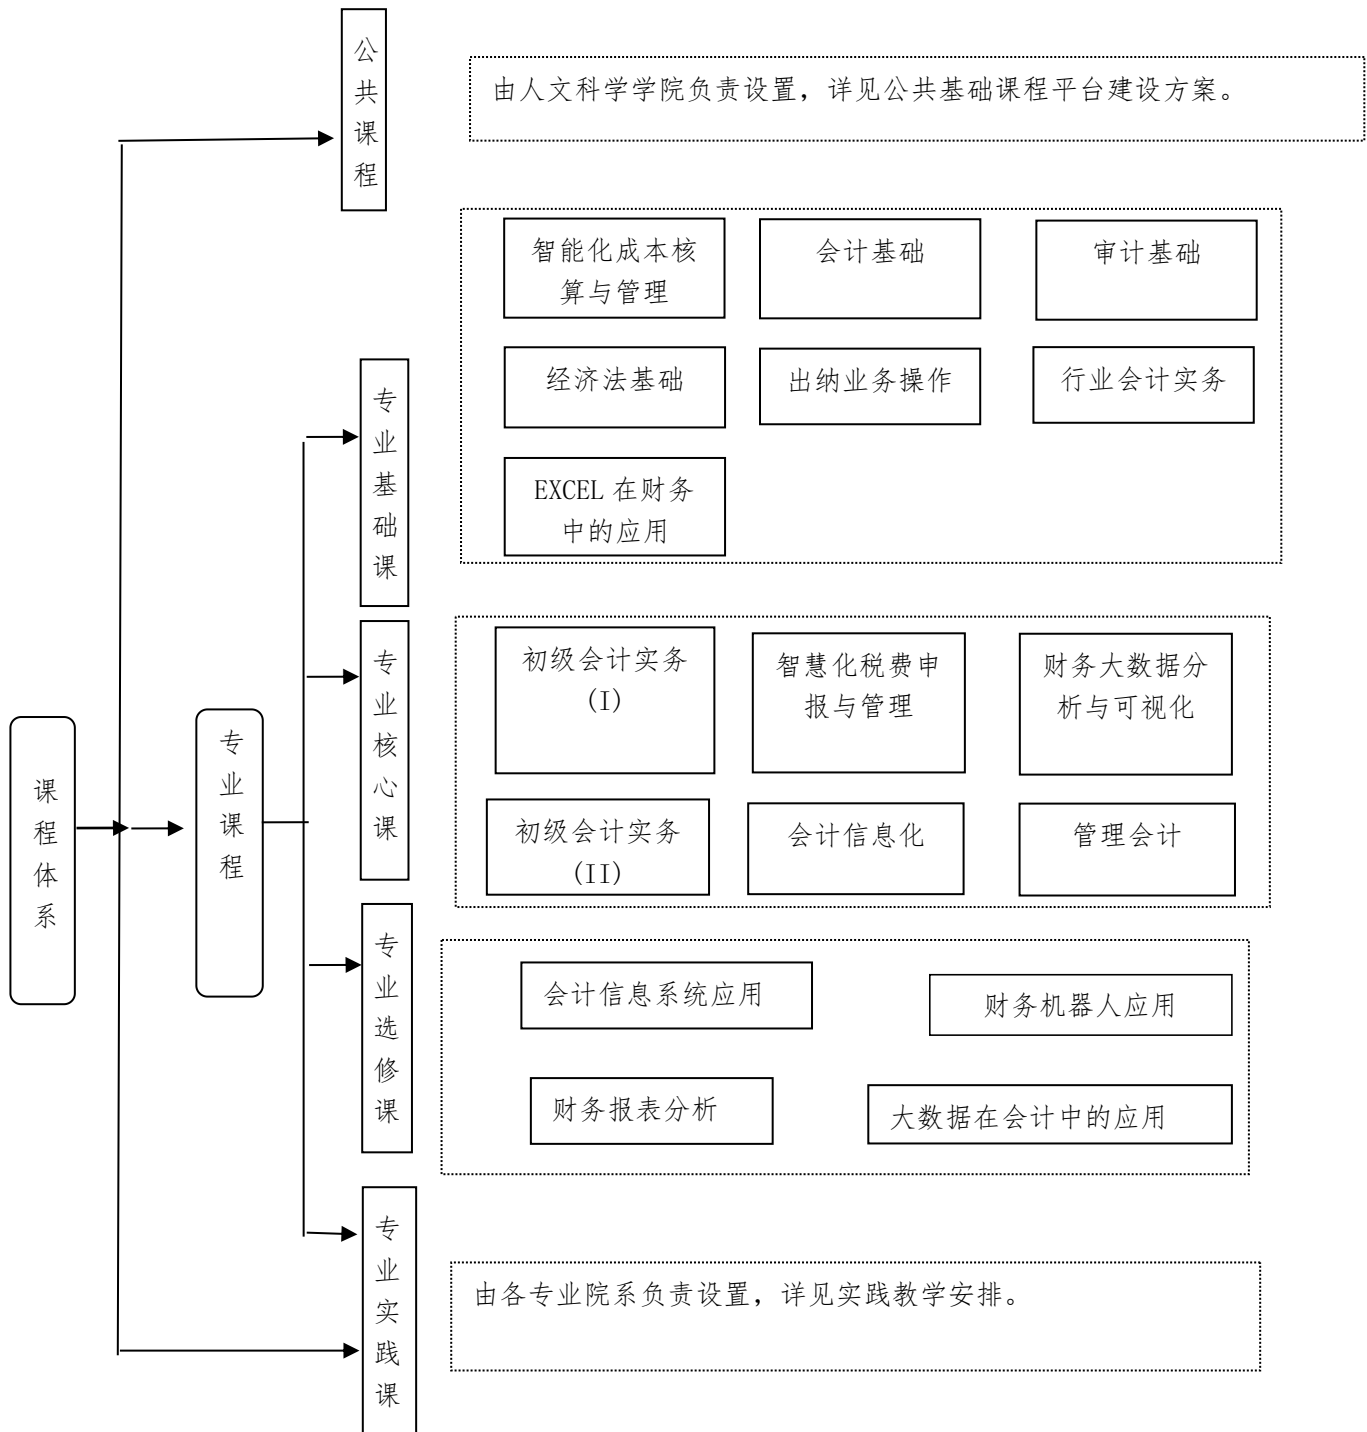 公共课程
由人文科学学院负责设置，详见公共基础课程平台建设方案。
智能化成本核
算与管理
会计基础
审计基础
经济法基础
出纳业务操作
行业会计实务
EXCEL 在财务
中的应用
专业基础课
初级会计实务
(I)
智慧化税费申
报与管理
财务大数据分
析与可视化
专业核心课
初级会计实务
(II)
会计信息化
管理会计
课程体系
专业课程
专业选修课
会计信息系统应用
财务机器人应用
财务报表分析
大数据在会计中的应用
专业实践课
由各专业院系负责设置，详见实践教学安排。